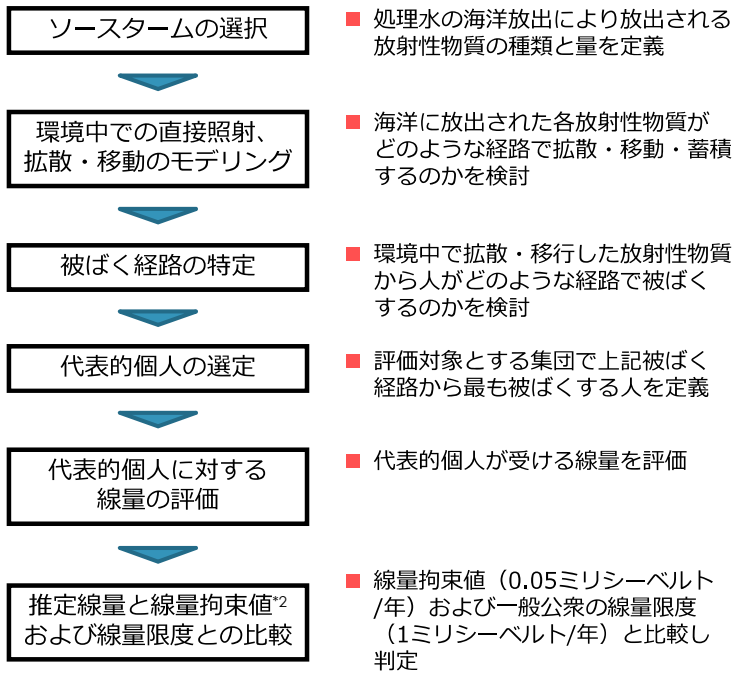 ソースタームの選択
■ 処理水の海洋放出により放出される
放射性物質の種類と量を定義
環境中での直接照射、
拡散・移動のモデリング
■ 海洋に放出された各放射性物質が
どのような経路で拡散・移動・蓄積
するのかを検討
被ばく経路の特定
■ 環境中で拡散・移行した放射性物質
から人がどのような経路で被ばく
するのかを検討
代表的個人の選定
■ 評価対象とする集団で上記被ばく
経路から最も被ばくする人を定義
代表的個人に対する
線量の評価
■ 代表的個人が受ける線量を評価
推定線量と線量拘束値*2
および線量限度との比較
■ 線量拘束値（0.05ミリシーベルト
/年）および一般公衆の線量限度
（1ミリシーベルト/年）と比較し
判定